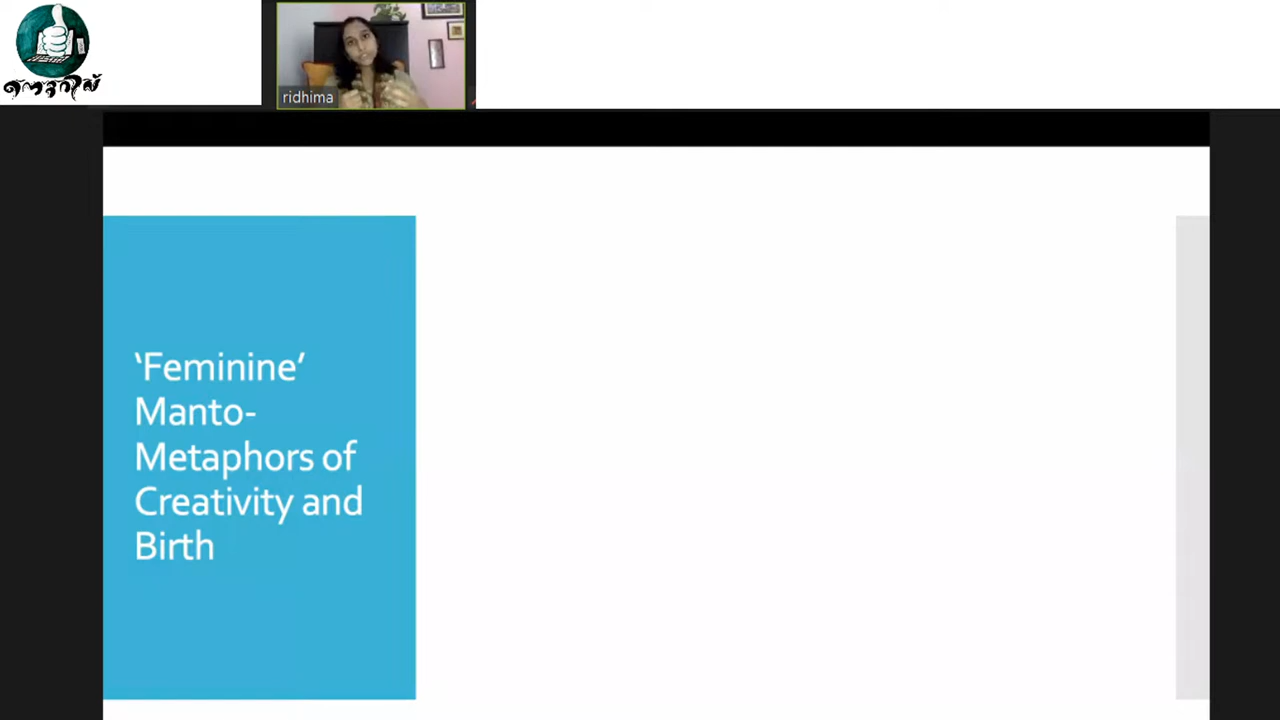 ridhima
‘Feminine’
Manto-
Metaphors of
Creativity and
Birth